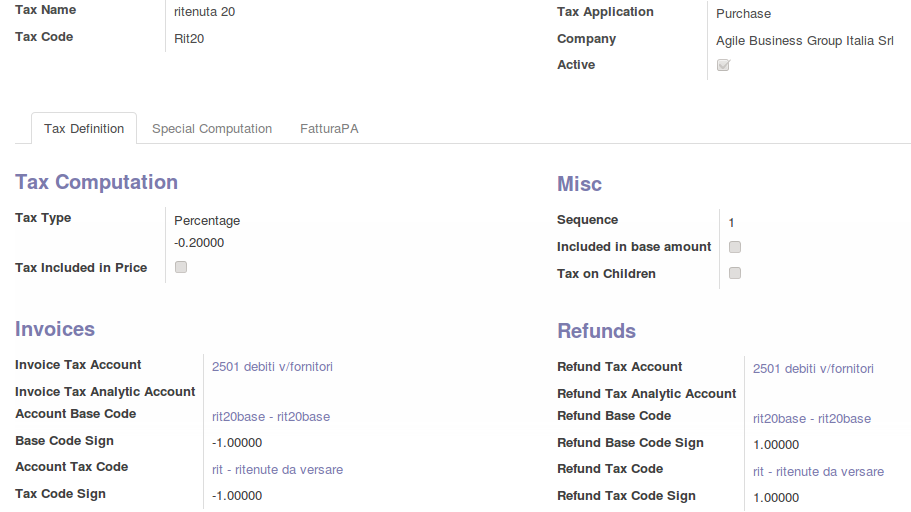 Tax Name ritenuta 20
Tax Code Rit20
Tax Application Purchase
Company Agile Business Group Italia Srl
Active
Tax Definition Special Computation FatturaPA
Tax Computation
Tax Type Percentage
-0.20000
Tax Included in Price
Misc
Sequence 1
Included in base amount
Tax on Children
Invoices
Invoice Tax Account 2501 debiti v/fornitori
Invoice Tax Analytic Account
Account Base Code rit20base - rit20base
Base Code Sign -1.00000
Account Tax Code rit - ritenute da versare
Tax Code Sign -1.00000
Refunds
Refund Tax Account 2501 debiti v/fornitori
Refund Tax Analytic Account
Refund Base Code rit20base - rit20base
Refund Base Code Sign 1.00000
Refund Tax Code rit - ritenute da versare
Refund Tax Code Sign 1.00000